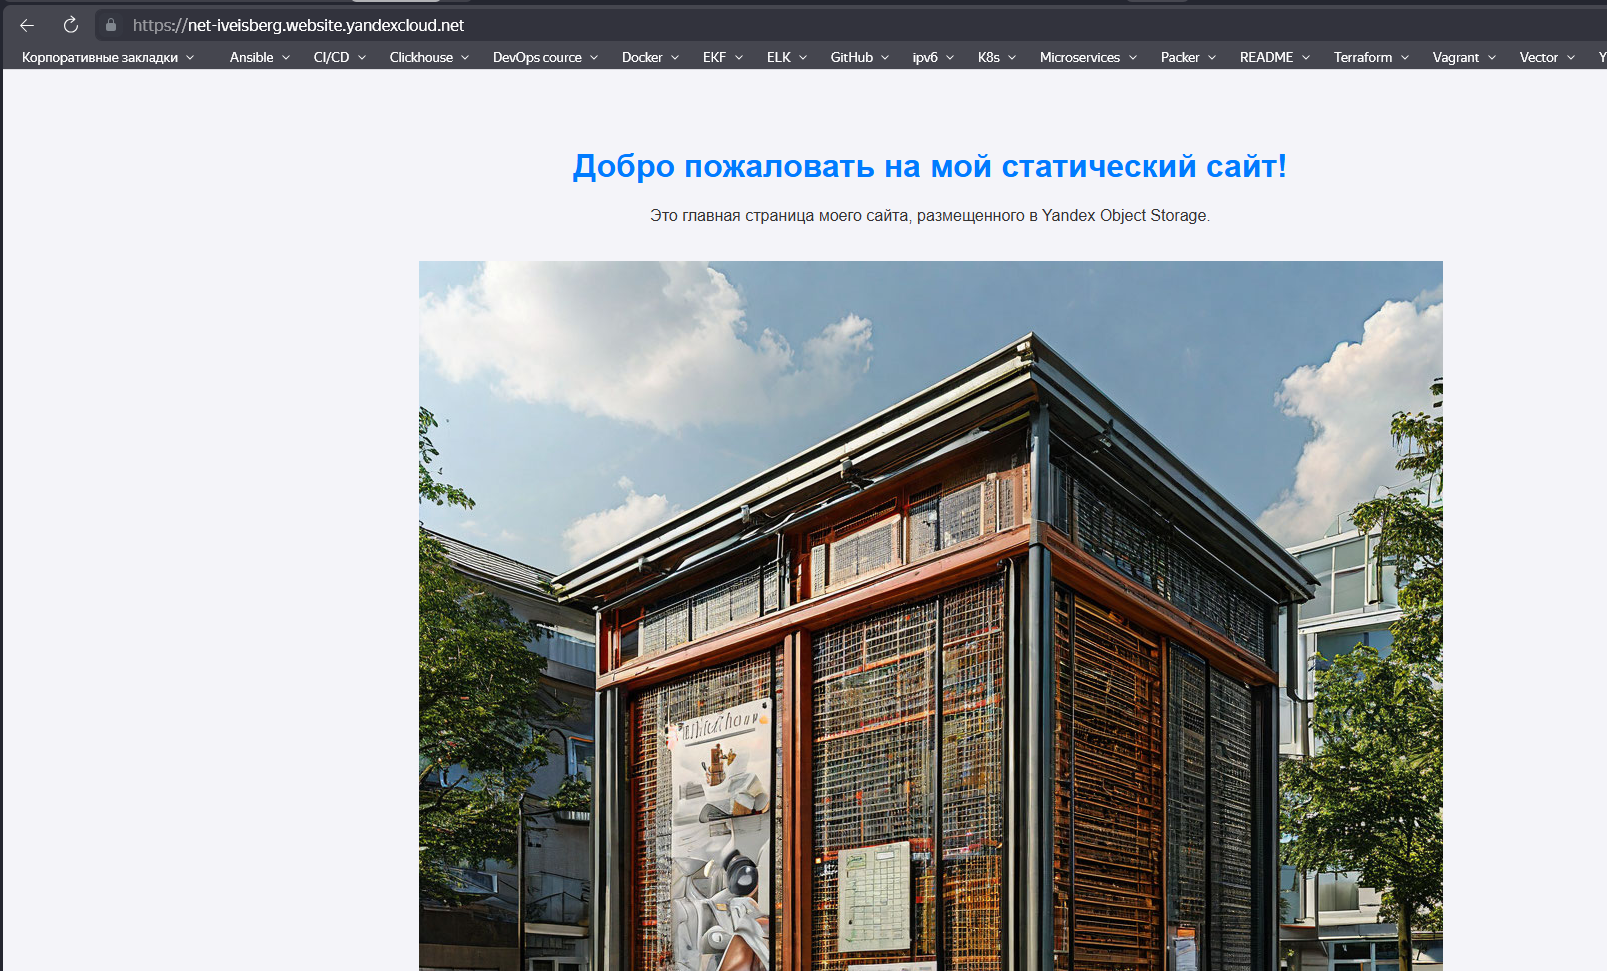 https://net-iveisberg.website.yandexcloud.net
Корпоративные закладки Ansible CI/CD Clickhouse DevOps cource Docker EKF ELK GitHub ipv6 K8s Microservices Packer README Terraform Vagrant Vector Y
Добро пожаловать на мой статический сайт!
Это главная страница моего сайта, размещенного в Yandex Object Storage.